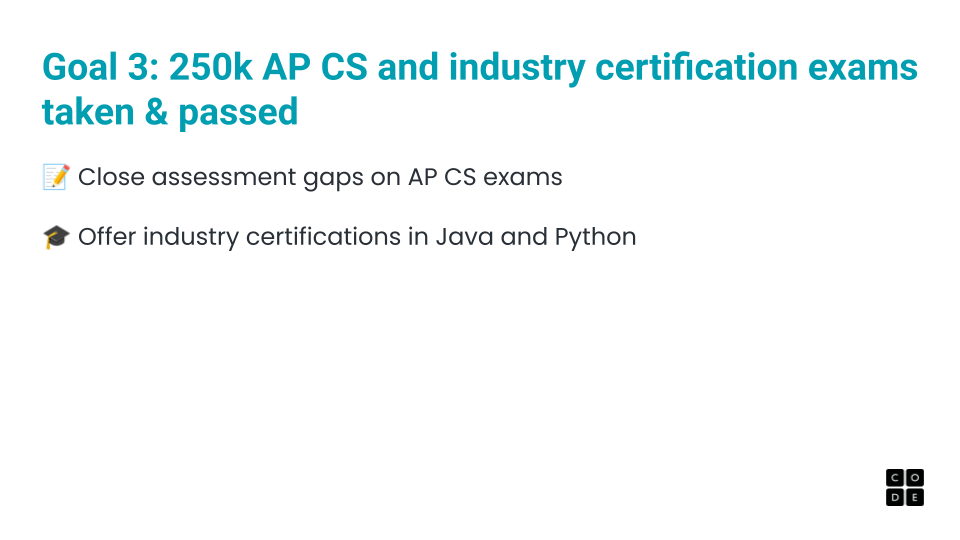 Goal 3: 250k AP CS and industry certification exams
taken & passed
📝 Close assessment gaps on AP CS exams
🎓 Offer industry certifications in Java and Python
C O
D E